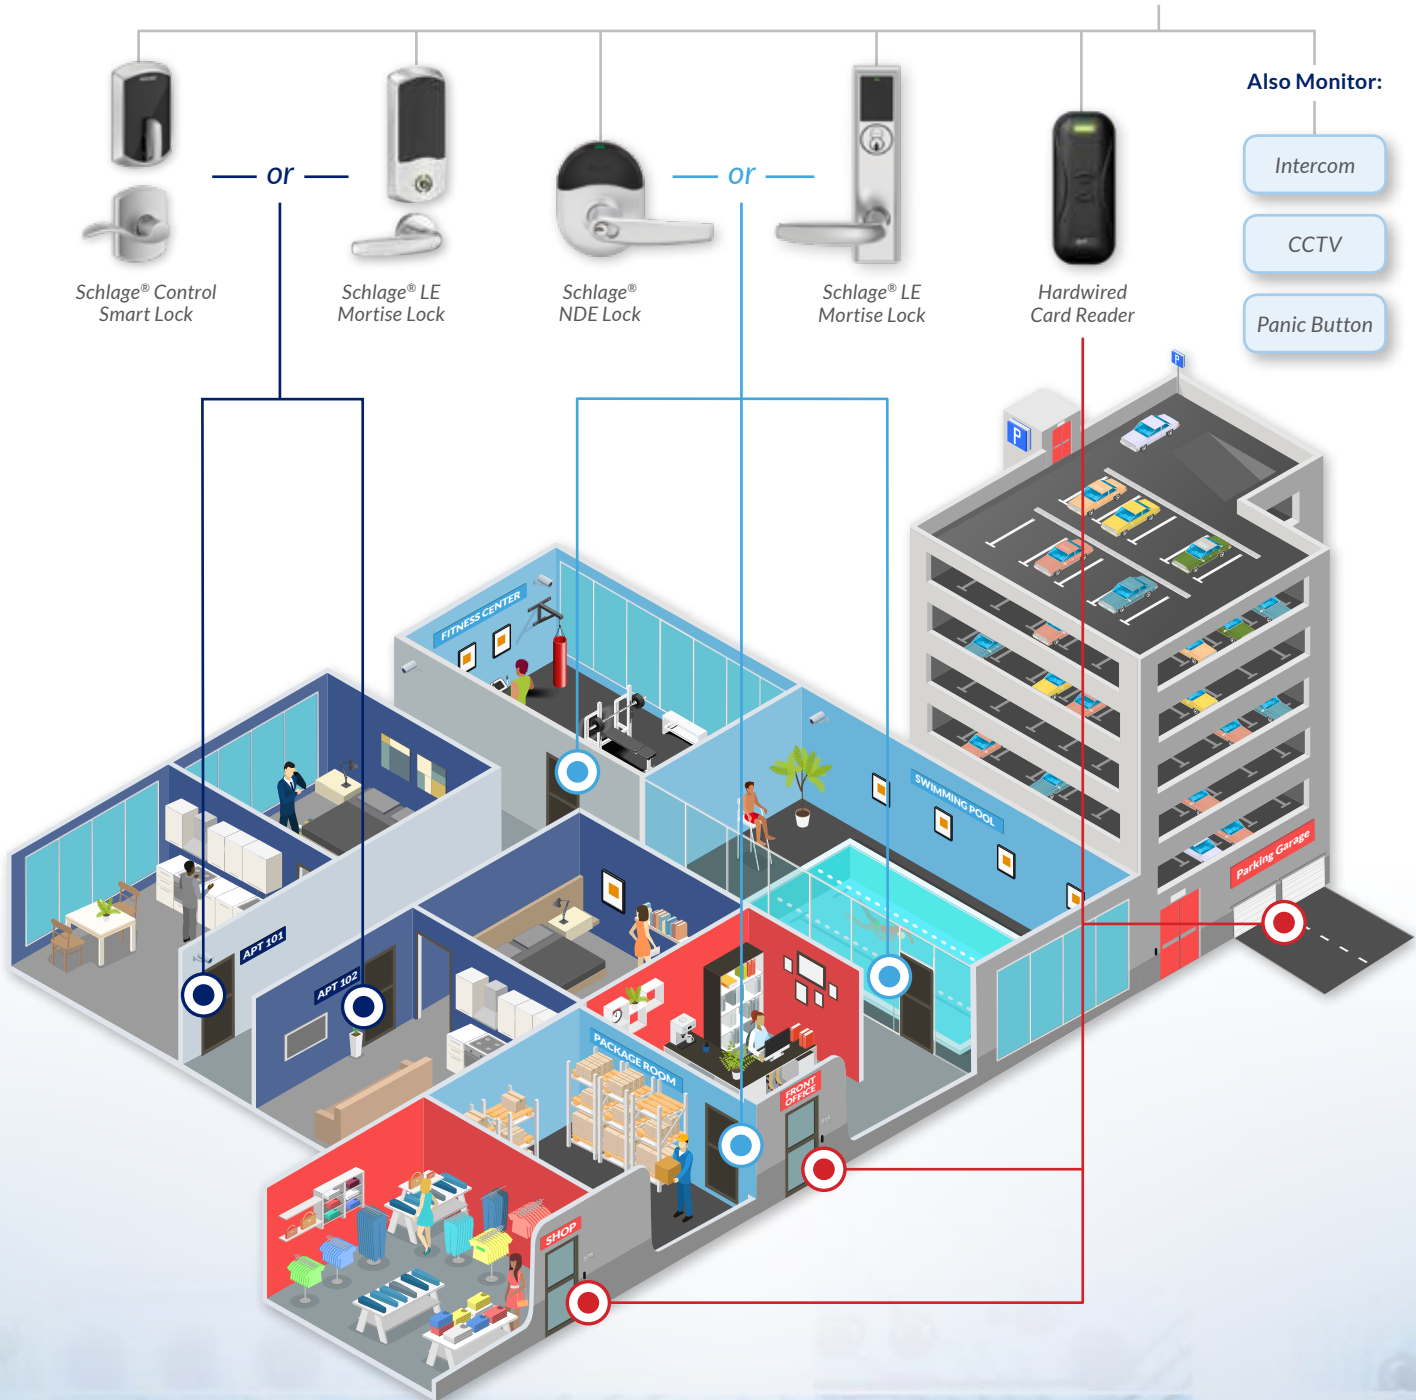 Also Monitor:
Intercom
CCTV
Panic Button
or
or
Schlage® Control
Smart Lock
Schlage® LE
Mortise Lock
Schlage®
NDE Lock
Schlage® LE
Mortise Lock
Hardwired
Card Reader
P
P
FITNESS CENTER
SWIMMING POOL
Parking Garage
APT 101
APT 102
PACKAGE ROOM
FRONT
OFFICE
SHOP